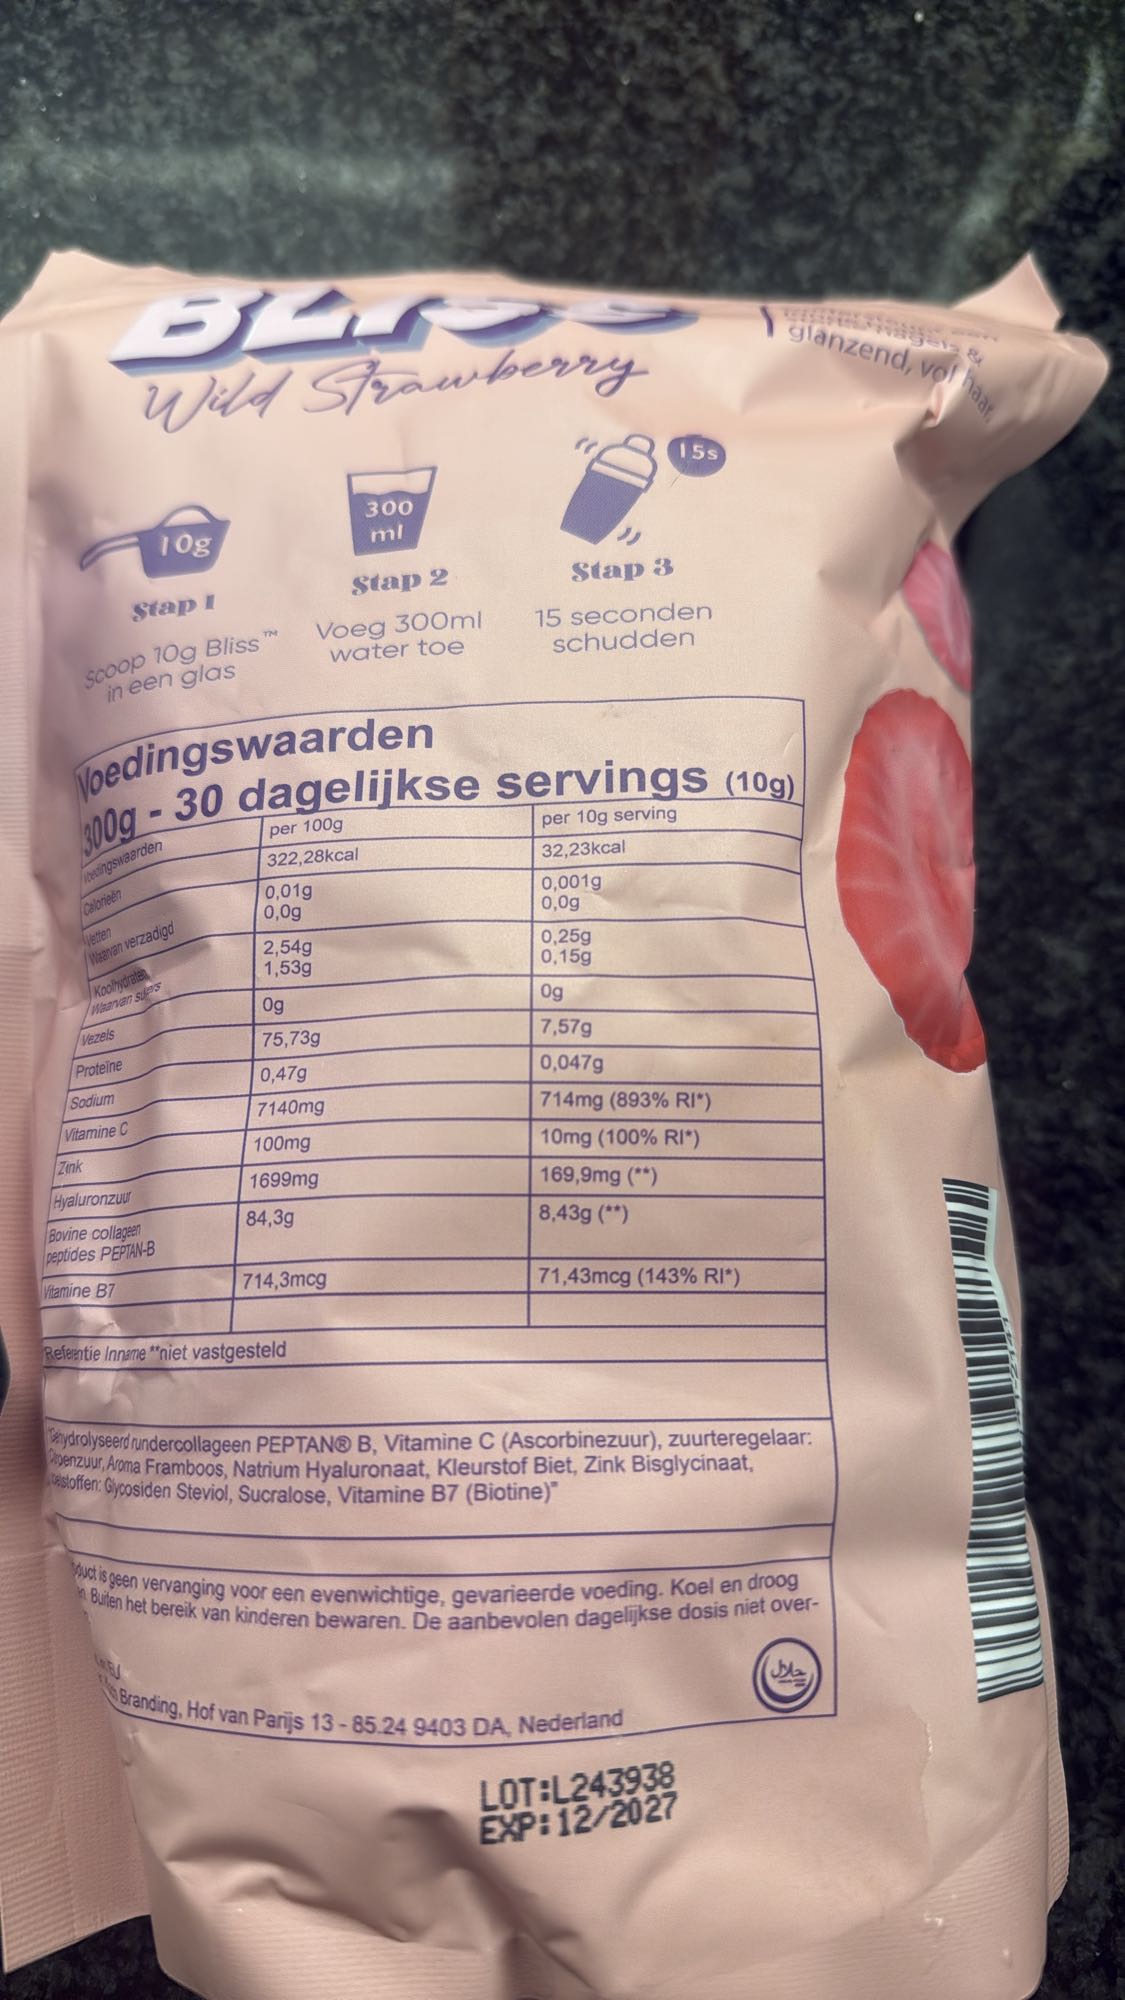 BLISS
Wild Strawberry
glanzend, vol haar.
10g
300
ml
15s
Stap 1
Stap 2
Stap 3
Scoop 10g Bliss™
in een glas
Voeg 300ml
water toe
15 seconden
schudden
Voedingswaarden
300g - 30 dagelijkse servings (10g)
Voedingswaarden per 100g per 10g serving
Calorieën 322,28kcal 32,23kcal
Vetten 0,01g 0,001g
Waarvan verzadigd 0,0g 0,0g
Koolhydraten 2,54g 0,25g
Waarvan suikers 1,53g 0,15g
Vezels 0g 0g
Proteïne 75,73g 7,57g
Sodium 0,47g 0,047g
Vitamine C 7140mg 714mg (893% RI*)
Zink 100mg 10mg (100% RI*)
Hyaluronzuur 1699mg 169,9mg (**)
Bovine collageen 84,3g 8,43g (**)
peptides PEPTAN-B
Vitamine B7 714,3mcg 71,43mcg (143% RI*)
Referentie Inname **niet vastgesteld
"Gehydrolyseerd rundercollageen PEPTAN® B, Vitamine C (Ascorbinezuur), zuurteregelaar:
Citroenzuur, Aroma Framboos, Natrium Hyaluronaat, Kleurstof Biet, Zink Bisglycinaat,
Glycosiden Steviol, Sucralose, Vitamine B7 (Biotine)"
is geen vervanging voor een evenwichtige, gevarieerde voeding. Koel en droog
Buiten het bereik van kinderen bewaren. De aanbevolen dagelijkse dosis niet over-
EU
Branding, Hof van Parijs 13 - 85.24 9403 DA, Nederland
حلال
LOT:L243938
EXP:12/2027